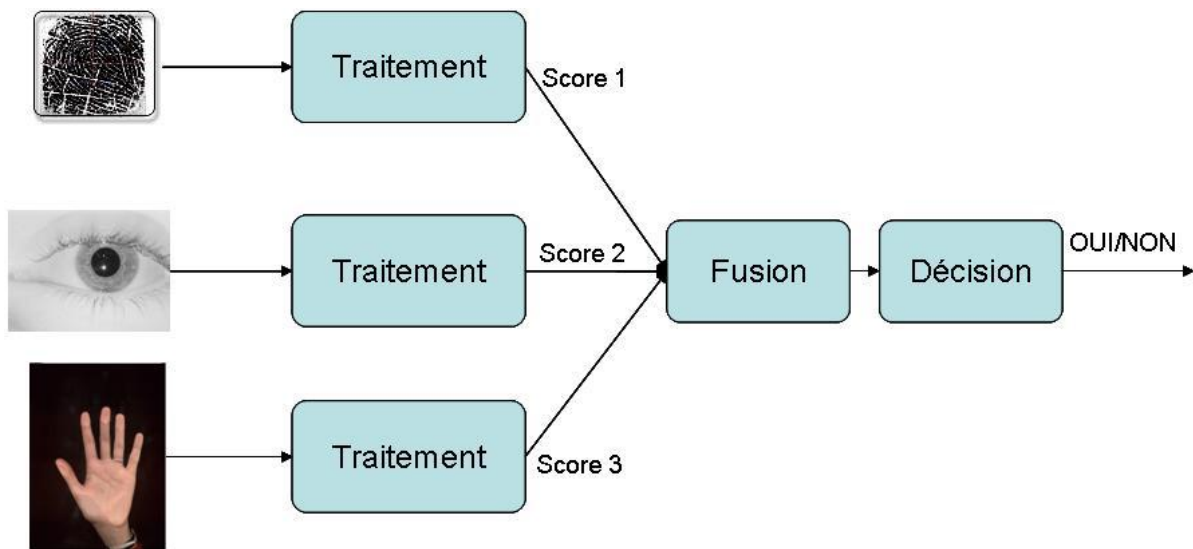 Traitement
Score 1
Traitement
Score 2
Fusion
Décision
OUI/NON
Traitement
Score 3